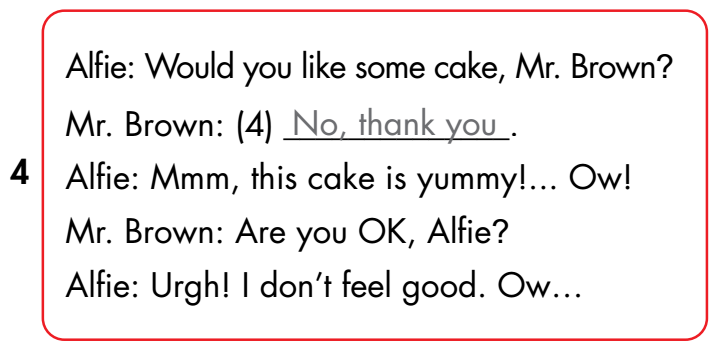 Alfie: Would you like some cake, Mr. Brown?
Mr. Brown: (4) No, thank you.
4
Alfie: Mmm, this cake is yummy!... Ow!
Mr. Brown: Are you OK, Alfie?
Alfie: Urgh! I don't feel good. Ow...